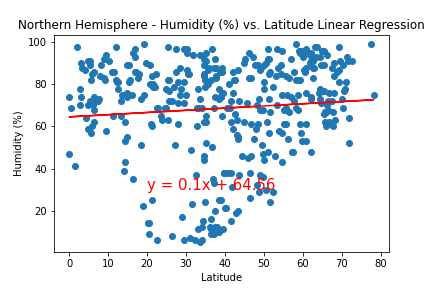 Northern Hemisphere - Humidity (%) vs. Latitude Linear Regression
100
80
60
40
20
Humidity (%)
y = 0.1x + 64.56
0 10 20 30 40 50 60 70 80
Latitude